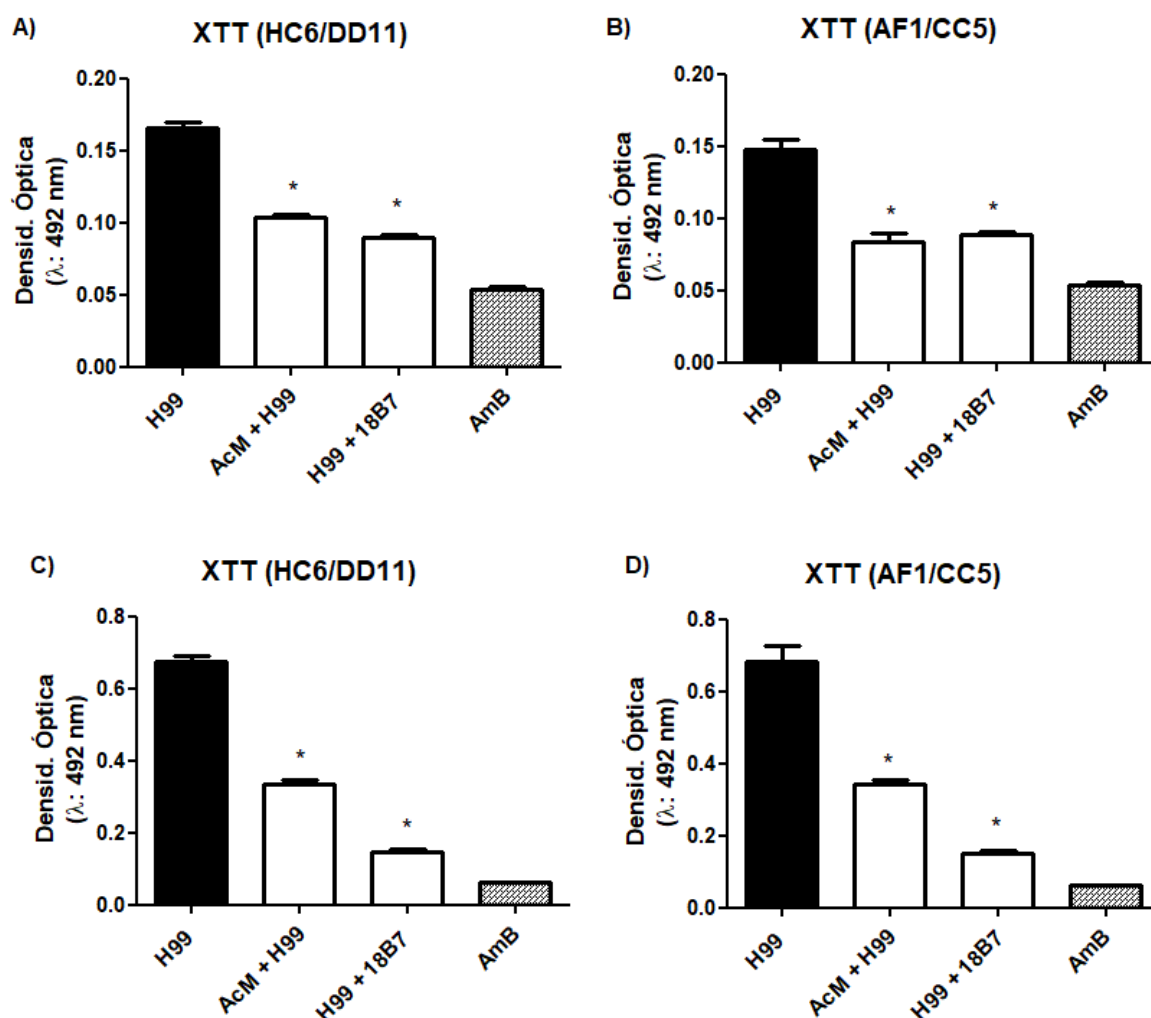 A)
XTT (HC6/DD11)
Densid. Óptica
(λ: 492 nm)
0.20
0.15
0.10
0.05
0.00
*
*
H99
AcM + H99
H99 +18B7
AmB
B)
XTT (AF1/CC5)
Densid. Óptica
(λ: 492 nm)
0.20
0.15
0.10
0.05
0.00
*
*
H99
AcM + H99
H99 +18B7
AmB
C)
XTT (HC6/DD11)
Densid. Óptica
(λ: 492 nm)
0.8
0.6
0.4
0.2
0.0
*
*
H99
AcM + H99
H99 +18B7
AmB
D)
XTT (AF1/CC5)
Densid. Óptica
(λ: 492 nm)
0.8
0.6
0.4
0.2
0.0
*
*
H99
AcM + H99
H99 +18B7
AmB